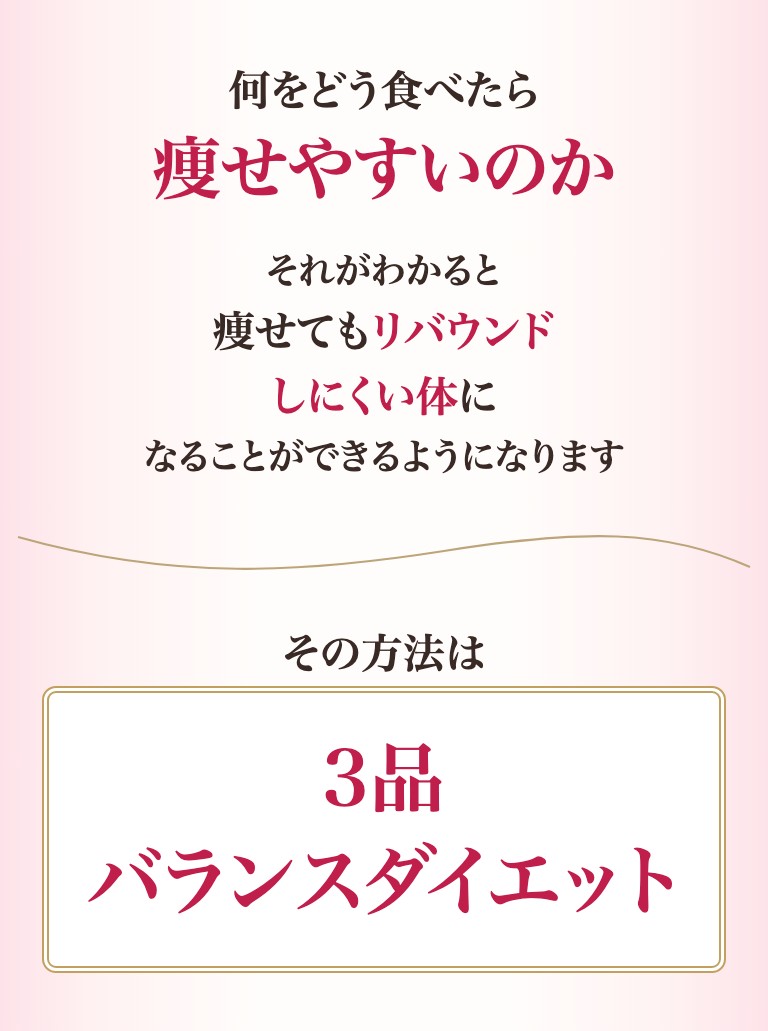 何をどう食べたら
痩せやすいのか
それがわかると
痩せてもリバウンド
しにくい体に
なることができるようになります
その方法は
3品
バランスダイエット